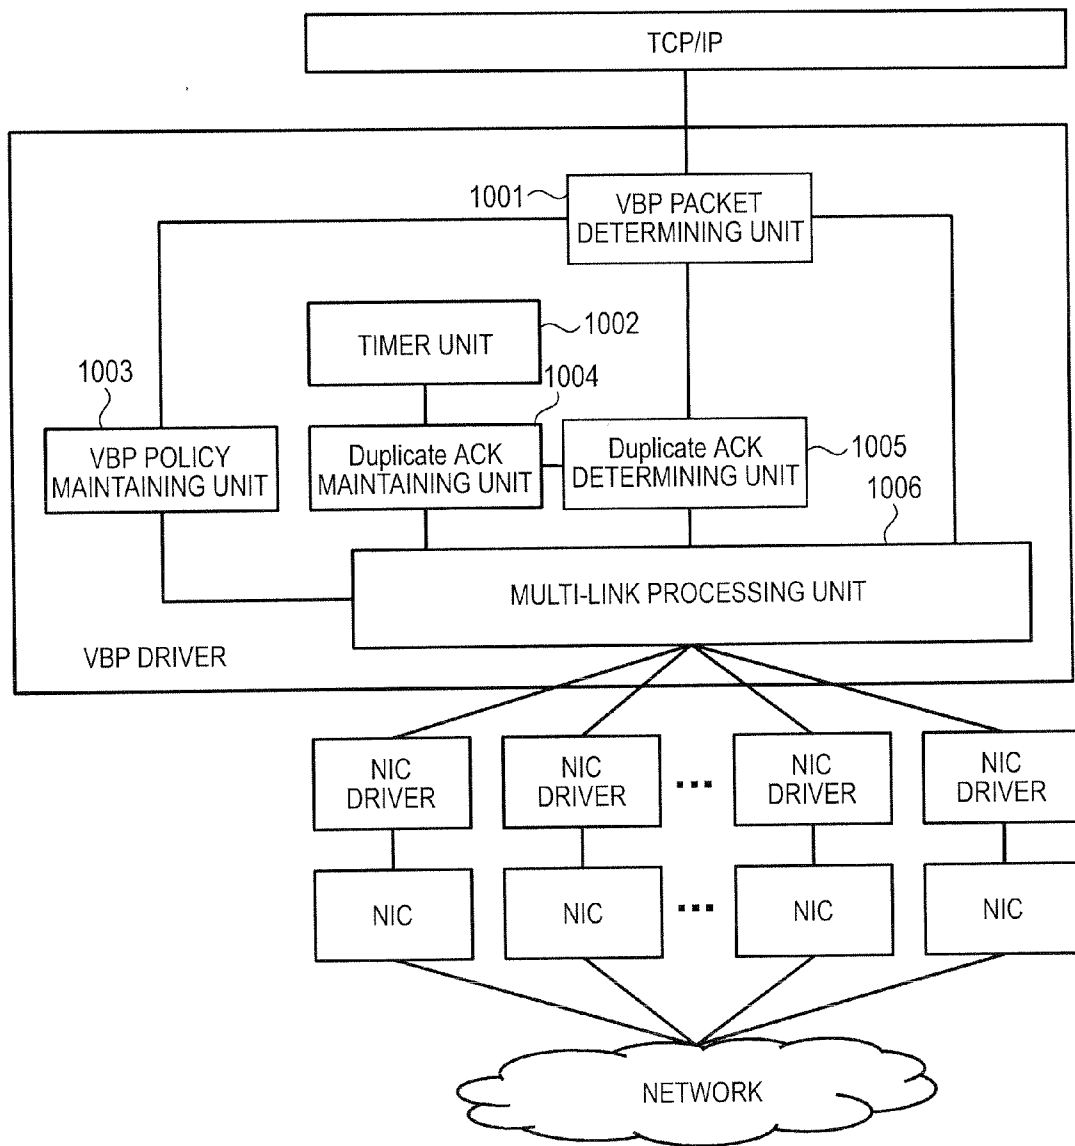 TCP/IP
1001
VBP PACKET
DETERMINING UNIT
TIMER UNIT
1002
1003
1004
VBP POLICY
MAINTAINING UNIT
Duplicate ACK
MAINTAINING UNIT
Duplicate ACK
DETERMINING UNIT
1005
1006
MULTI-LINK PROCESSING UNIT
VBP DRIVER
NIC
DRIVER
NIC
DRIVER
NIC
DRIVER
NIC
DRIVER
NIC
NIC
NIC
NIC
NETWORK